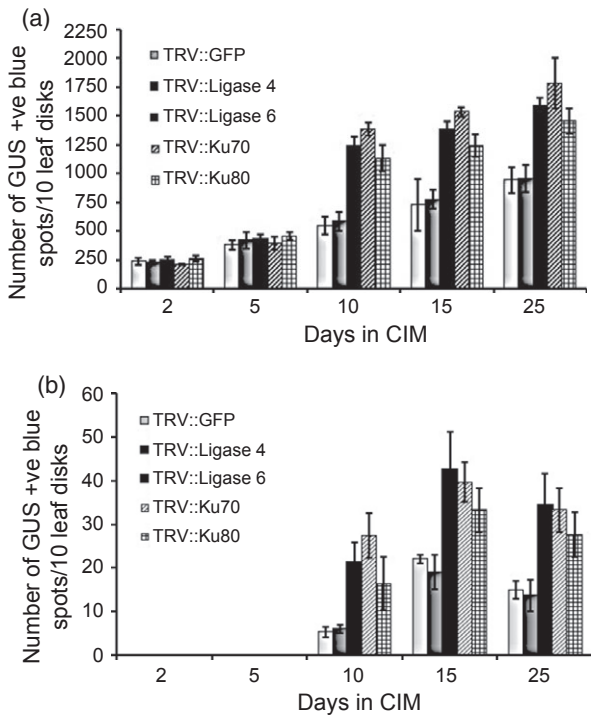 (a)
Number of GUS +ve blue
spots/10 leaf disks
2250
2000
1750
1500
1250
1000
750
500
250
0
TRV::GFP
TRV::Ligase 4
TRV::Ligase 6
TRV::Ku70
TRV::Ku80
2 5 10 15 25
Days in CIM
(b)
Number of GUS +ve blue
spots/10 leaf disks
60
50
40
30
20
10
0
TRV::GFP
TRV::Ligase 4
TRV::Ligase 6
TRV::Ku70
TRV::Ku80
2 5 10 15 25
Days in CIM